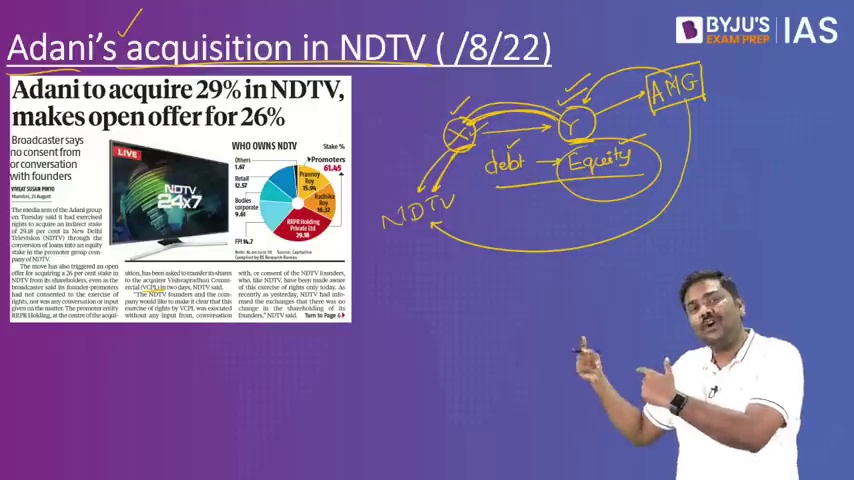 Adani's acquisition in NDTV ( /8/22)
BYJU'S
EXAM PREP
IAS
Adani to acquire 29% in NDTV,
makes open offer for 26%
Broadcaster says
no consent from
or conversation
with founders
VIVEAT SUSAN PINTO
Mumbai, 23 August
The media arm of the Adani group
on Tuesday said it had exercised
rights to acquire an indirect stake
of 29.18 per cent in New Delhi
Television (NDTV) through the
conversion of loans into an equity
stake in the promoter group com-
pany of NDTV.
The move has also triggered an open
offer for acquiring a 26 per cent stake in
NDTV from its shareholders, even as the
broadcaster said its founder-promoters
had not consented to the exercise of rights,
nor was any conversation or input
given on the matter. The promoter entity
RRPR Holding, at the centre of the acqui-
LIVE
NDTV
24x7
WHO OWNS NDTV
Stake %
Others
1.67
Retail
12.57
Bodies
corporate
9.61
FPI 14.7
Promoters
61.45
Prannoy
Roy
15.94
Radhika
Roy
16.32
RRPR Holding
Private Ltd
29.18
Note: As on June 30 Source: Capitaline
Compiled by BS Research Bureau
sition, has been asked to transfer its shares
to the acquirer Vishvapradhan Comm-
ercial (VCPL) in two days, NDTV said.
"The NDTV founders and the com-
pany would like to make it clear that this
exercise of rights by VCPL was executed
without any input from, conversation
with, or consent of the NDTV founders,
who, like NDTV, have been made aware
of this exercise of rights only today. As
recently as yesterday, NDTV had infor-
med the exchanges that there was no
change in the shareholding of its
founders," NDTV said. Turn to Page 6
X
Y
AMG
debt → Equity
NDTV